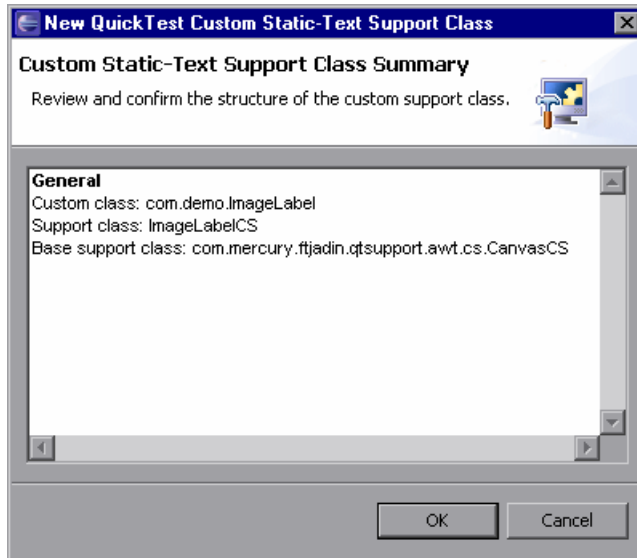 New QuickTest Custom Static-Text Support Class
Custom Static-Text Support Class Summary
Review and confirm the structure of the custom support class.
General
Custom class: com.demo.ImageLabel
Support class: ImageLabelCS
Base support class: com.mercury.ftjadin.qtsupport.awt.cs.CanvasCS
OK
Cancel